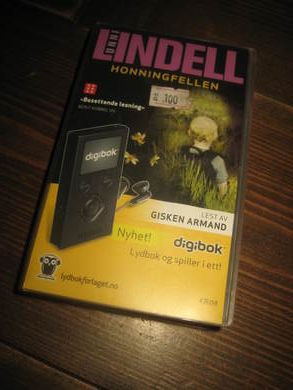 UNNI
LINDELL
HONNINGFELLEN
100
«Besettende lesning»
digibok
LEST AV
GISKEN ARMAND
Nyhet!
digibok
Lydbok og spiller i ett!
lydbokforlaget.no